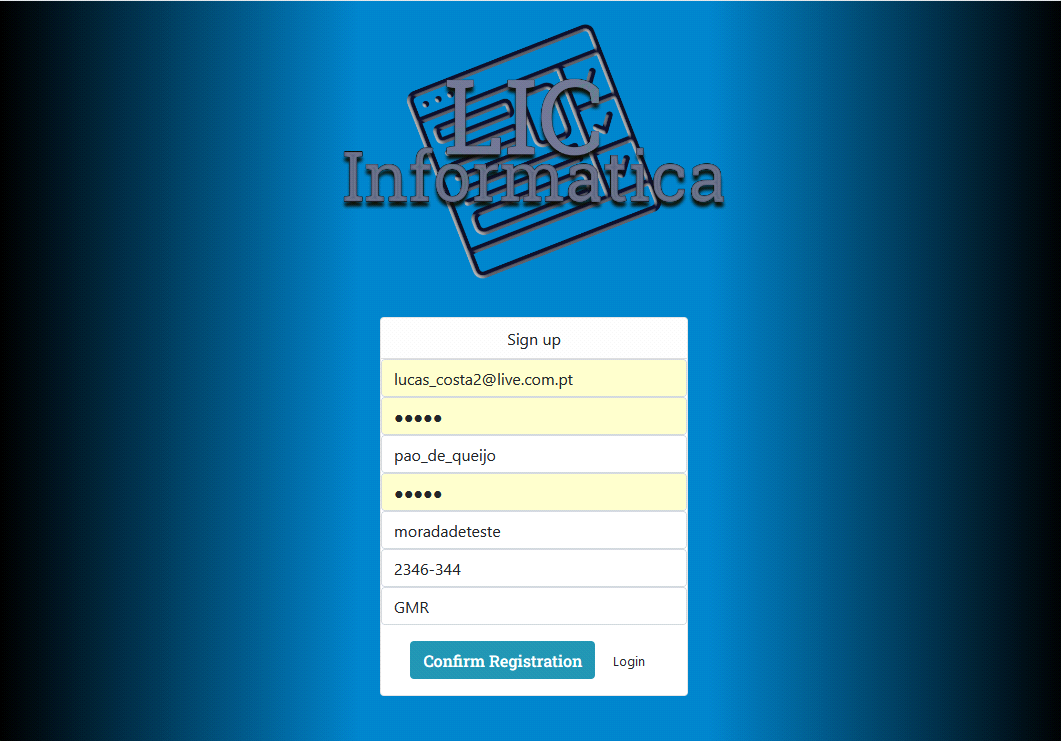 LIC
Informatica
Sign up
lucas_costa2@live.com.pt
●●●●●
pao_de_queijo
●●●●●
moradadeteste
2346-344
GMR
Confirm Registration
Login